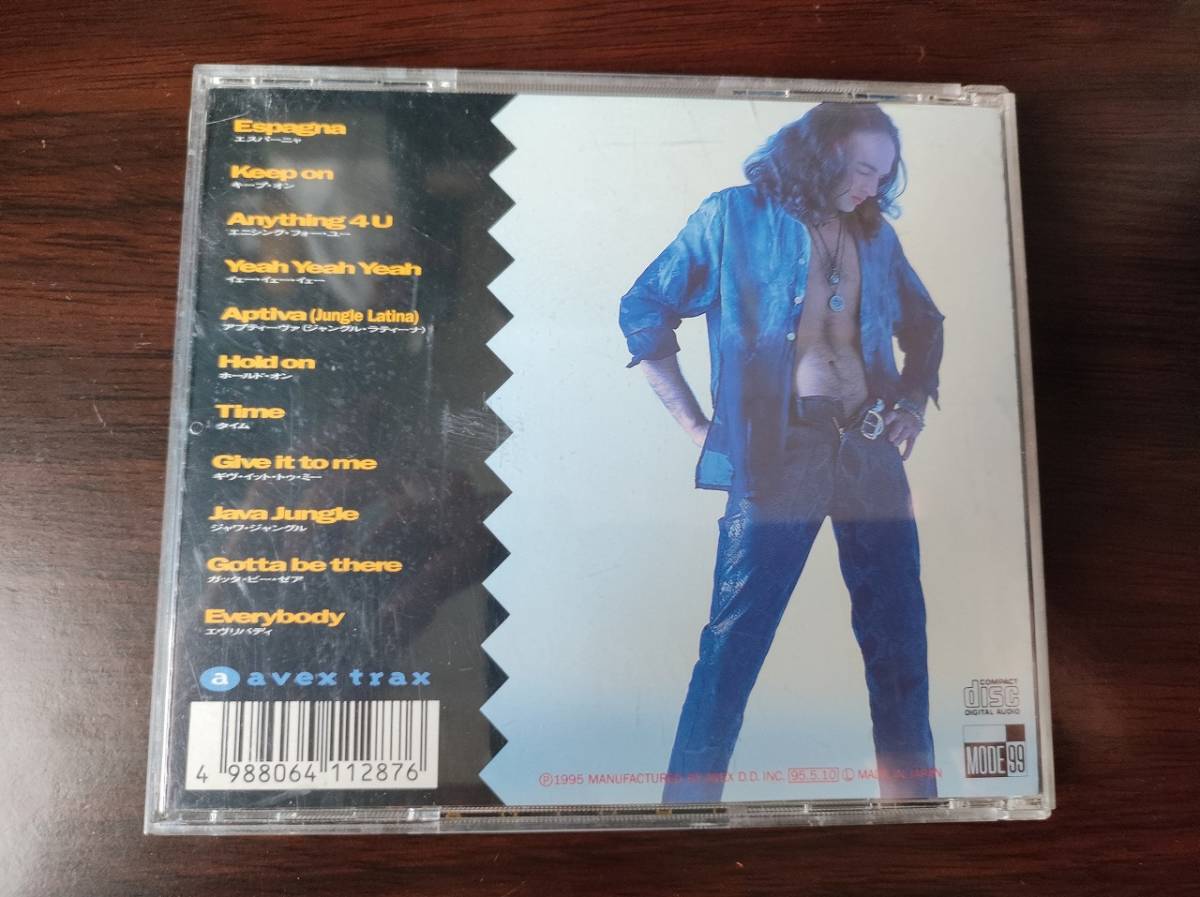 Espagna
エスパーニャ
Keep on
キープ・オン
Anything 4 U
エニシング・フォー・ユー
Yeah Yeah Yeah
イェー・イェー・イェー
Aptiva (Jungle Latina)
アプティーヴァ(ジャングル・ラティーナ)
Hold on
ホールド・オン
Time
タイム
Give it to me
ギヴ・イット・トゥ・ミー
Java Jungle
ジャワ・ジャングル
Gotta be there
ガッタ・ビー・ゼア
Everybody
エヴリバディ
a avex trax
4 988064 112876
COMPACT
disc
DIGITAL AUDIO
MODE 99
Ⓟ1995 MANUFACTURED BY AVEX D.D. INC. 95.5.10 Ⓛ MADE IN JAPAN